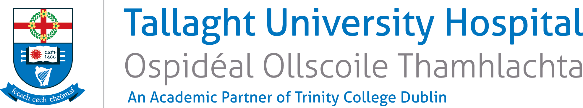 Tallaght University Hospital
Ospidéal Ollscoile Thamhlachta
An Academic Partner of Trinity College Dublin